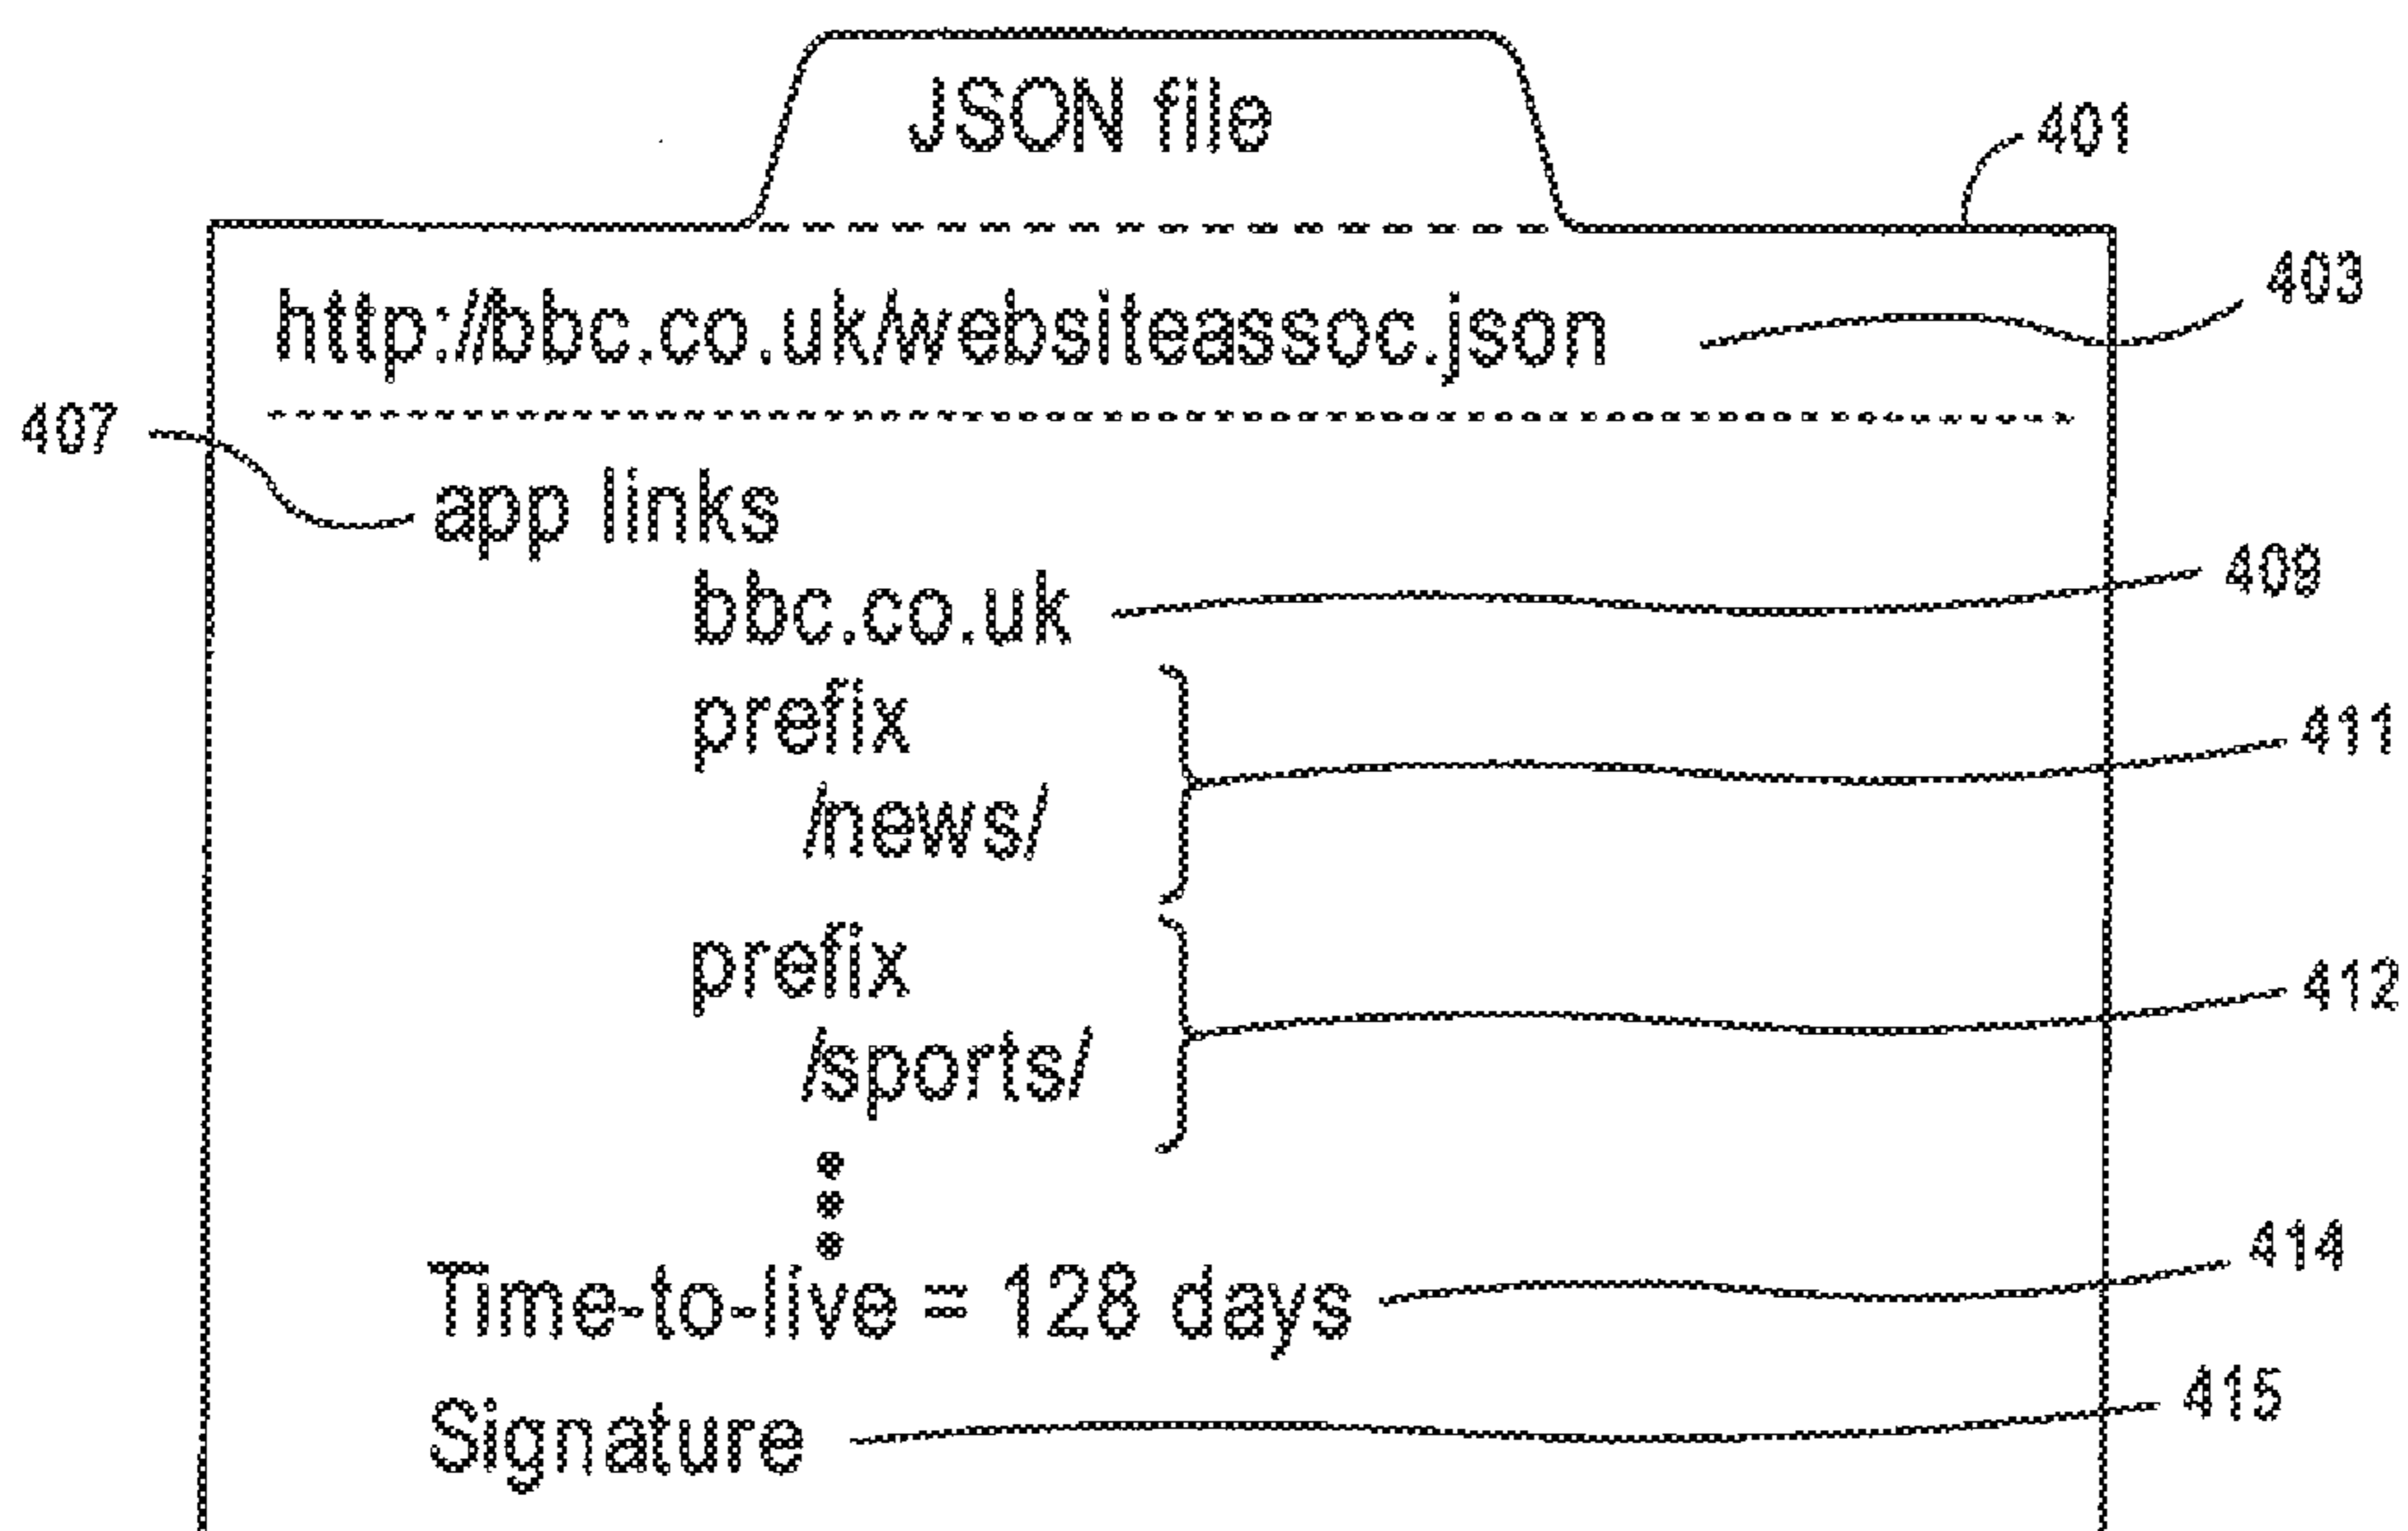 JSON file
401
http://bbc.co.uk/websiteassoc.json
403
407
app links
bbc.co.uk
409
prefix
/news/
411
prefix
/sports/
412
Time-to-live = 128 days
414
Signature
415